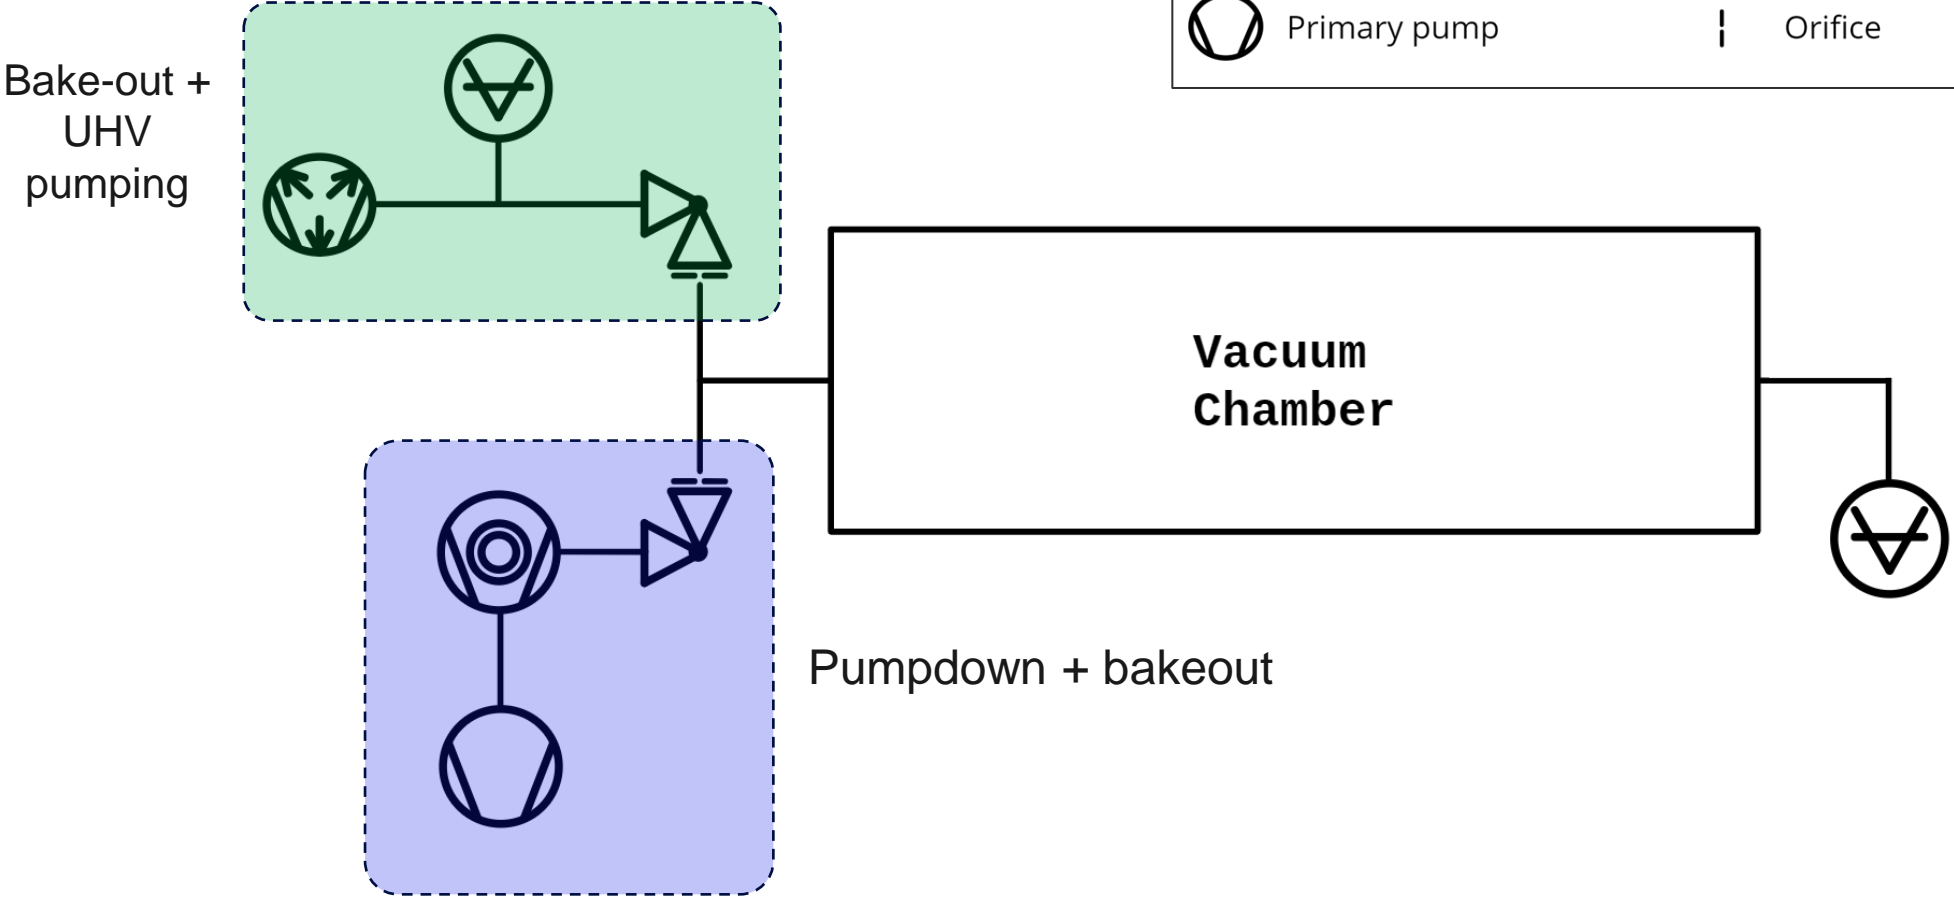 Primary pump
Orifice
Bake-out +
UHV
pumping
Vacuum
Chamber
Pumpdown + bakeout